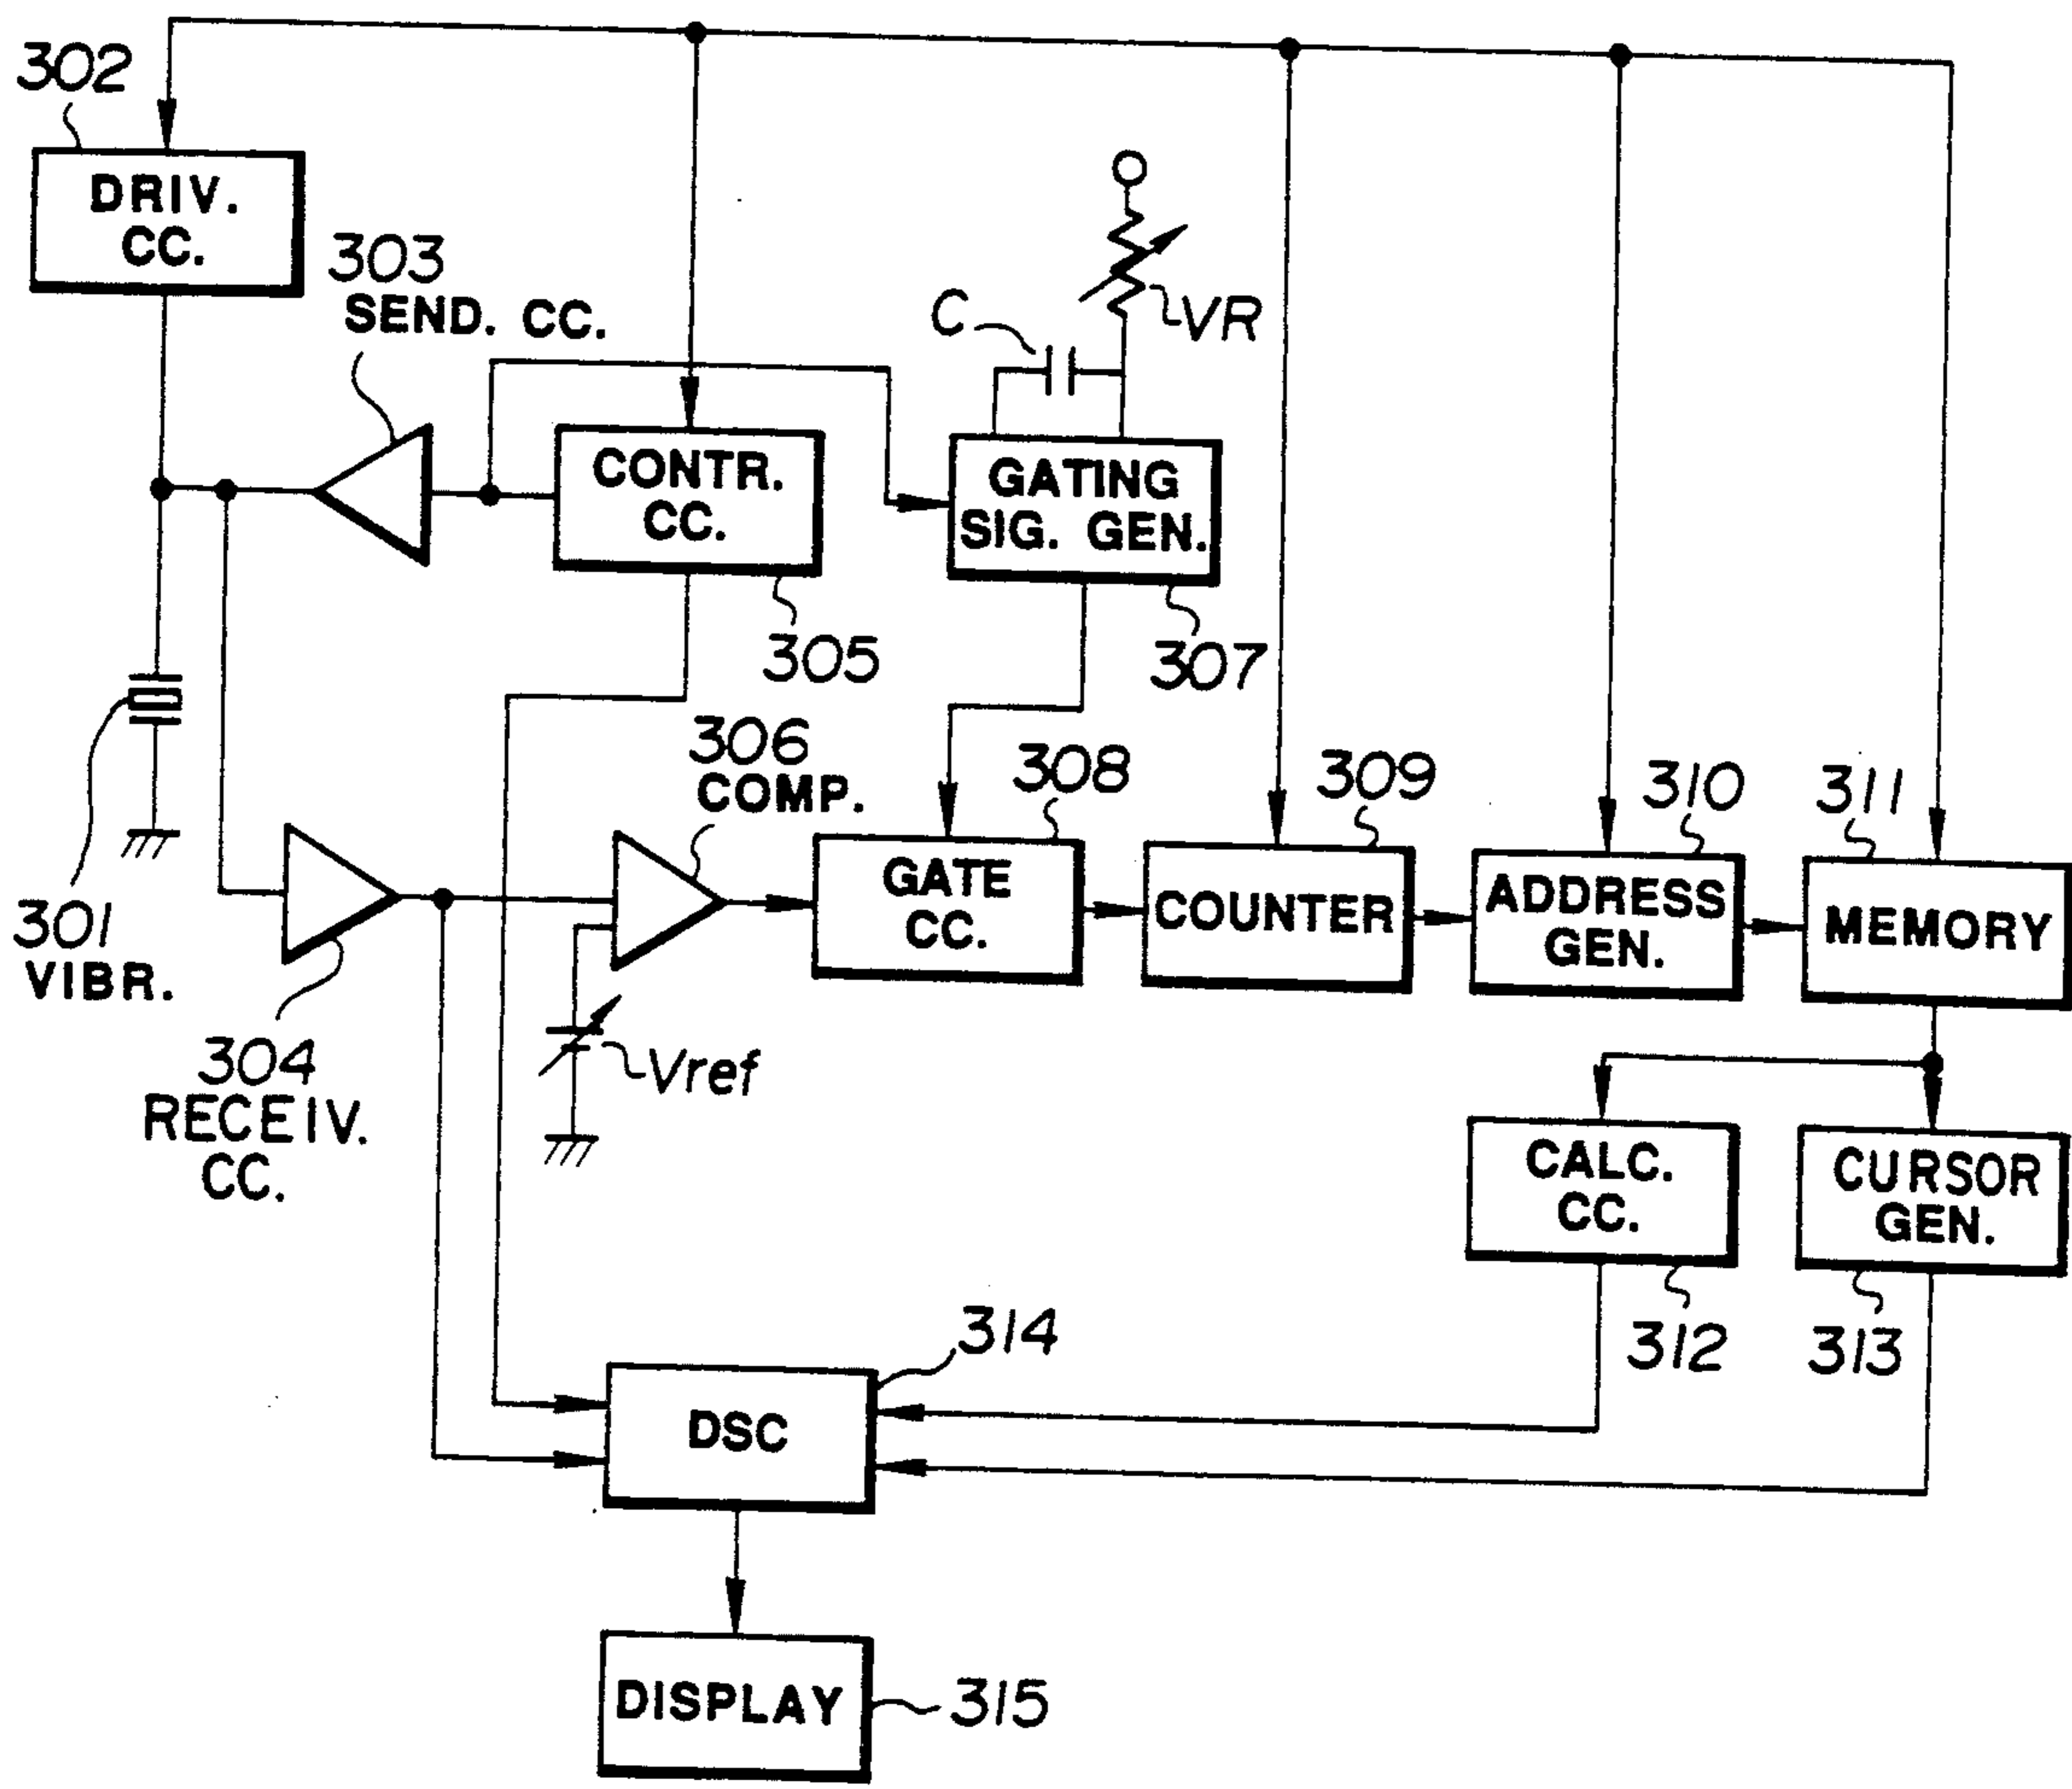 302
DRIV.
CC.
303
SEND. CC.
C
VR
CONTR.
CC.
GATING
SIG. GEN.
305
307
306
COMP.
308
309
310
311
GATE
CC.
COUNTER
ADDRESS
GEN.
MEMORY
301
VIBR.
304
RECEIV.
CC.
Vref
CALC.
CC.
CURSOR
GEN.
312
313
314
DSC
DISPLAY
315